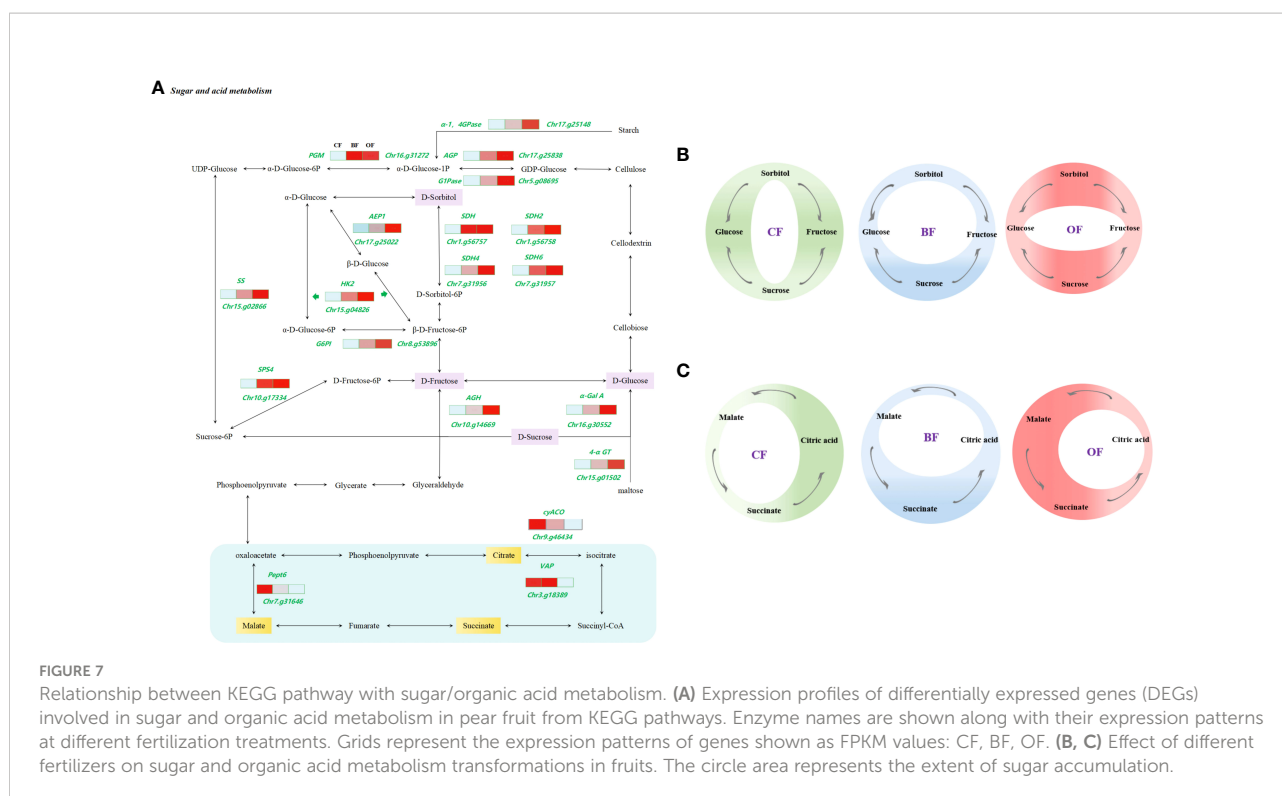 A Sugar and acid metabolism
α-1, 4GPase Chr17.g25148
Starch
CF BF OF
PGM Chr16.g31272 AGP Chr17.g25838
UDP-Glucose α-D-Glucose-6P α-D-Glucose-1P GDP-Glucose Cellulose
G1Pase Chr5.g08695
α-D-Glucose D-Sorbitol
AEP1 SDH SDH2
Chr17.g25022 Chr1.g56757 Chr1.g56758
Cellodextrin
β-D-Glucose
SDH4 SDH6
SS HK2 Chr7.g31956 Chr7.g31957
D-Sorbitol-6P
Chr15.g02866 Chr15.g04826
α-D-Glucose-6P β-D-Fructose-6P Cellobiose
G6PI Chr8.g53896
SPS4 D-Fructose-6P D-Fructose D-Glucose
Chr10.g17334 AGH α-Gal A
Chr10.g14669 Chr16.g30552
Sucrose-6P D-Sucrose
4-α GT
Chr15.g01502
Phosphoenolpyruvate Glycerate Glyceraldehyde maltose
cyACO
Chr9.g46434
oxaloacetate Phosphoenolpyruvate Citrate isocitrate
Pept6 VAP
Chr7.g31646 Chr3.g18389
Malate Fumarate Succinate Succinyl-CoA
B
Sorbitol Sorbitol Sorbitol
Glucose CF Fructose Glucose BF Fructose Glucose OF Fructose
Sucrose Sucrose Sucrose
C
Malate Citric acid CF Succinate
Malate BF Citric acid Succinate
Malate Citric acid OF Succinate
FIGURE 7
Relationship between KEGG pathway with sugar/organic acid metabolism. (A) Expression profiles of differentially expressed genes (DEGs)
involved in sugar and organic acid metabolism in pear fruit from KEGG pathways. Enzyme names are shown along with their expression patterns
at different fertilization treatments. Grids represent the expression patterns of genes shown as FPKM values: CF, BF, OF. (B, C) Effect of different
fertilizers on sugar and organic acid metabolism transformations in fruits. The circle area represents the extent of sugar accumulation.